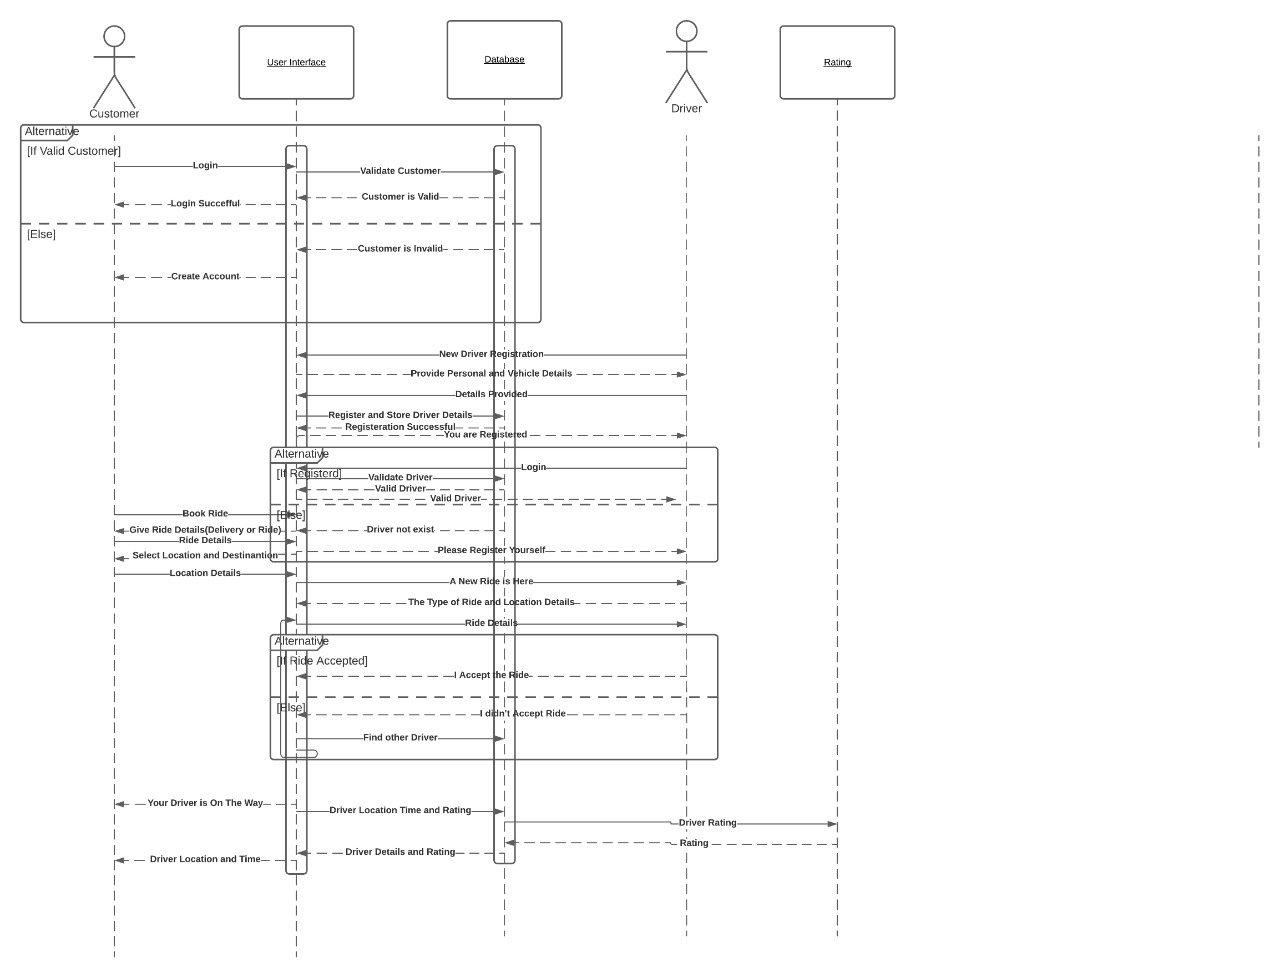 User Interface
Database
Rating
Customer
Driver
Alternative
[If Valid Customer]
Login
Validate Customer
Customer is Valid
Login Succefful
[Else]
Customer is Invalid
Create Account
New Driver Registration
Provide Personal and Vehicle Details
Details Provided
Register and Store Driver Details
Registeration Successful
You are Registered
Alternative
Login
[If Registerd]
Validate Driver
Valid Driver
Valid Driver
Book Ride
[Else]
Give Ride Details(Delivery or Ride)
Driver not exist
Ride Details
Please Register Yourself
Select Location and Destinantion
Location Details
A New Ride is Here
The Type of Ride and Location Details
Ride Details
Alternative
[If Ride Accepted]
I Accept the Ride
[Else]
I didn't Accept Ride
Find other Driver
Your Driver is On The Way
Driver Location Time and Rating
Driver Rating
Rating
Driver Details and Rating
Driver Location and Time